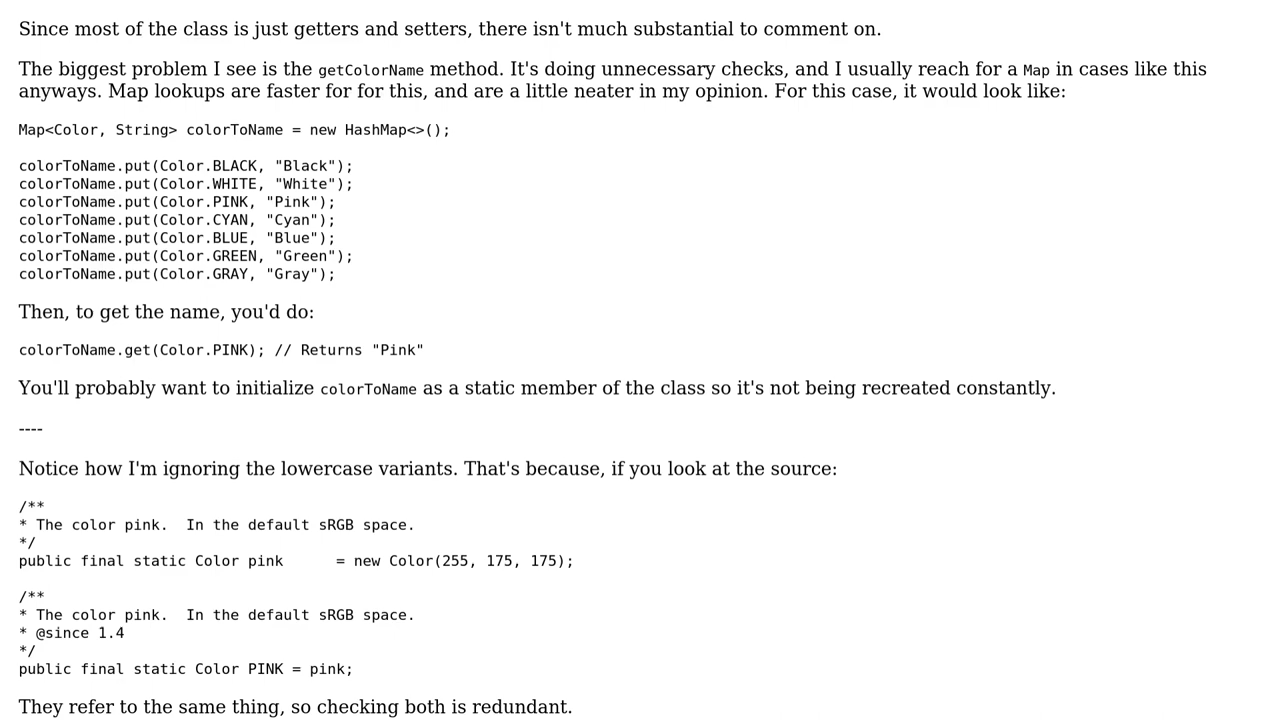 Since most of the class is just getters and setters, there isn't much substantial to comment on.
The biggest problem I see is the getColorName method. It's doing unnecessary checks, and I usually reach for a Map in cases like this
anyways. Map lookups are faster for for this, and are a little neater in my opinion. For this case, it would look like:
Map<Color, String> colorToName = new HashMap<>();
colorToName.put(Color.BLACK, "Black");
colorToName.put(Color.WHITE, "White");
colorToName.put(Color.PINK, "Pink");
colorToName.put(Color.CYAN, "Cyan");
colorToName.put(Color.BLUE, "Blue");
colorToName.put(Color.GREEN, "Green");
colorToName.put(Color.GRAY, "Gray");
Then, to get the name, you'd do:
colorToName.get(Color.PINK); // Returns "Pink"
You'll probably want to initialize colorToName as a static member of the class so it's not being recreated constantly.
----
Notice how I'm ignoring the lowercase variants. That's because, if you look at the source:
/**
* The color pink.  In the default sRGB space.
*/
public final static Color pink      = new Color(255, 175, 175);
/**
* The color pink.  In the default sRGB space.
* @since 1.4
*/
public final static Color PINK = pink;
They refer to the same thing, so checking both is redundant.